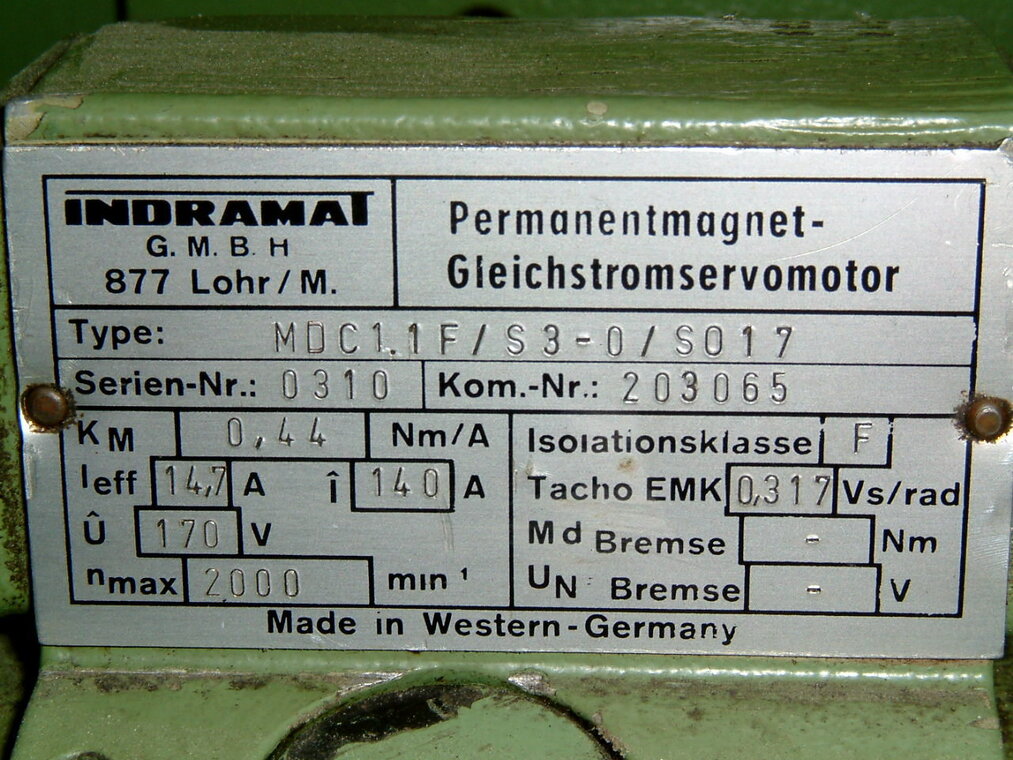 INDRAMAT
G. M. B. H
877 Lohr/M.
Permanentmagnet-
Gleichstromservomotor
Type: MDC1.1F/S3-0/S017
Serien-Nr.: 0310 Kom.-Nr.: 203065
KM 0,44 Nm/A
Ieff 14,7 A Î 140 A
Û 170 V
nmax 2000 min⁻¹
Isolationsklasse F
Tacho EMK 0,317 Vs/rad
Md Bremse - Nm
UN Bremse - V
Made in Western-Germany